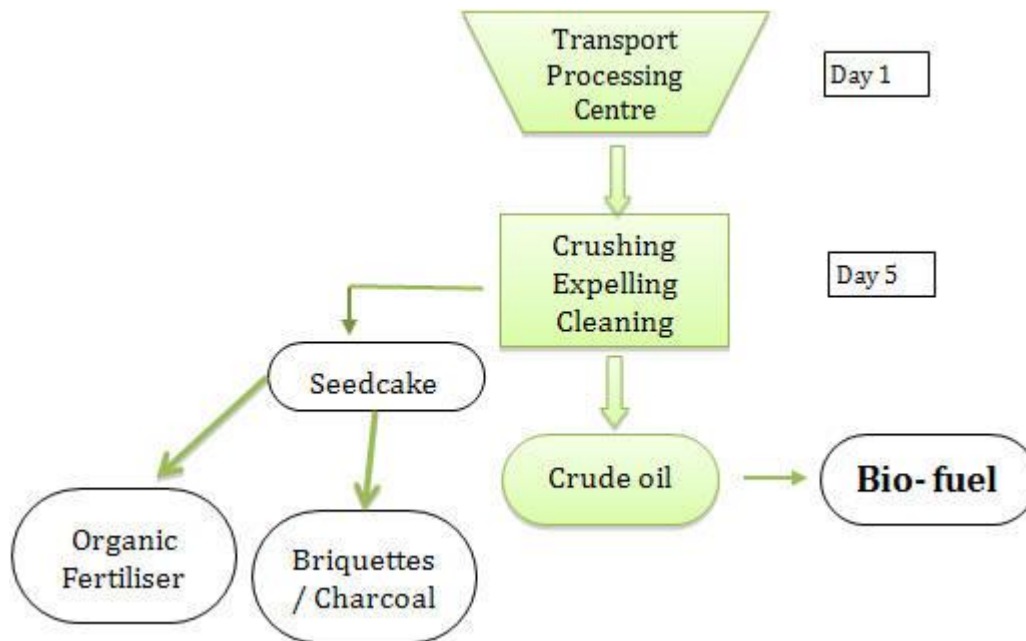 Transport
Processing
Centre
Day 1
Crushing
Expelling
Cleaning
Day 5
Seedcake
Crude oil
Bio- fuel
Organic
Fertiliser
Briquettes
/ Charcoal